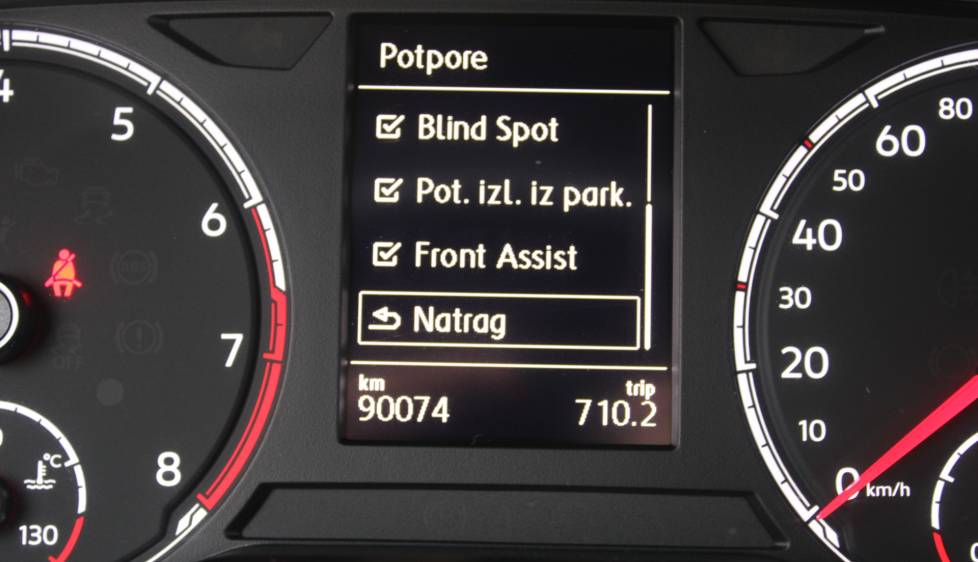 Potpore
Blind Spot
Pot. izl. iz park.
Front Assist
Natrag
km
trip
90074
710.2
4
5
6
7
8
°C
130
80
60
50
40
30
20
10
0
km/h